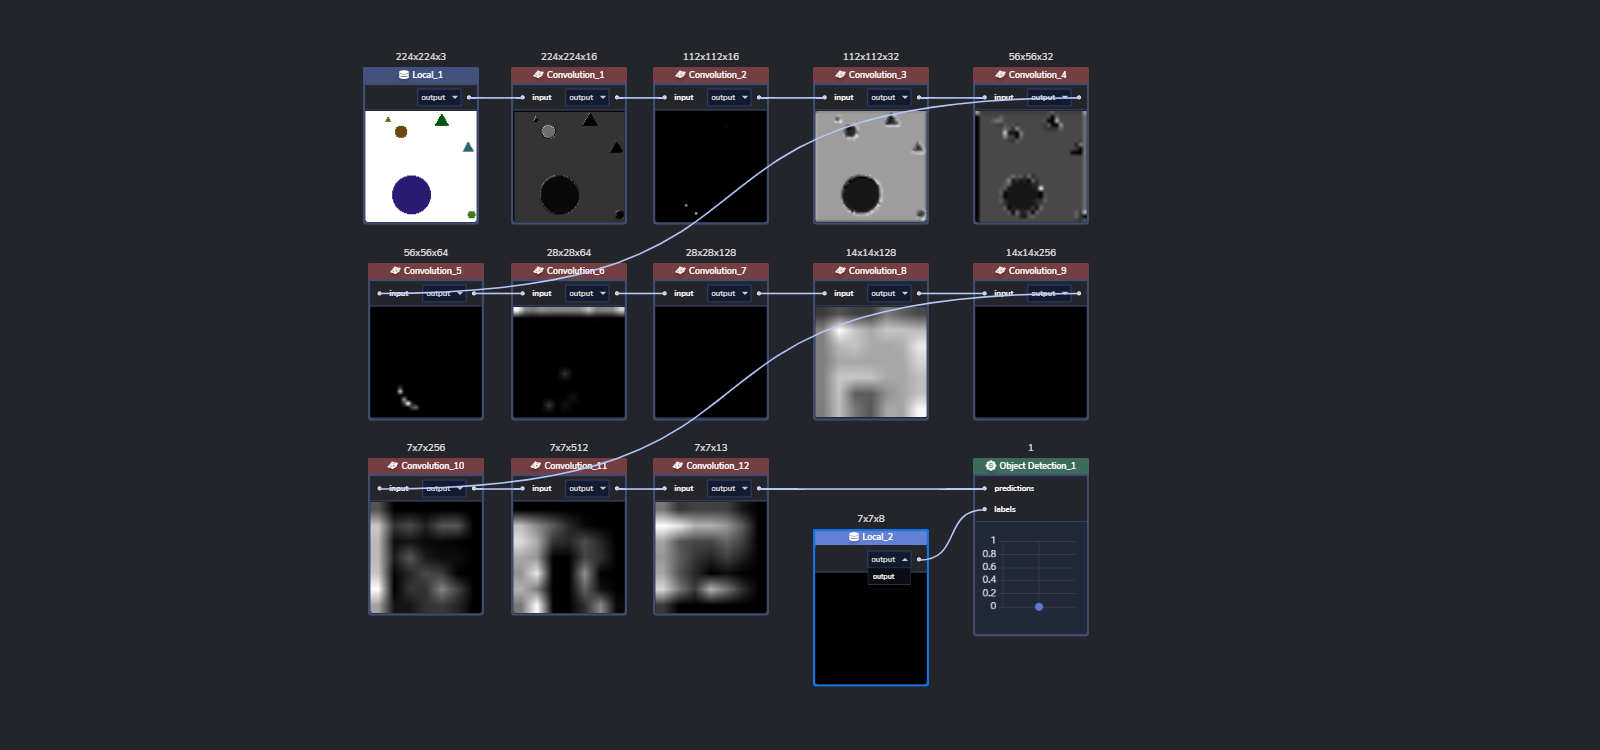 224x224x3
224x224x16
112x112x16
112x112x32
56x56x32
Local_1
Convolution_1
Convolution_2
Convolution_3
Convolution_4
output
input output
input output
input output
input output
56x56x64
28x28x64
28x28x128
14x14x128
14x14x256
Convolution_5
Convolution_6
Convolution_7
Convolution_8
Convolution_9
input output
input output
input output
input output
input output
7x7x256
7x7x512
7x7x13
1
Convolution_10
Convolution_11
Convolution_12
Object Detection_1
input output
input output
input output
predictions
labels
7x7x8
Local_2
output
output
1
0.8
0.6
0.4
0.2
0